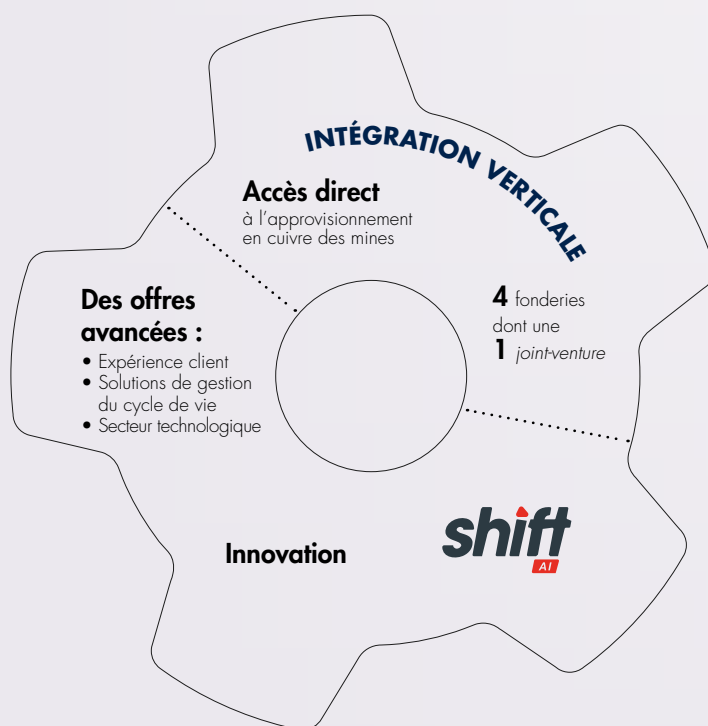 INTÉGRATION VERTICALE
Accès direct
à l'approvisionnement
en cuivre des mines
4 fonderies
dont une
1 joint-venture
Des offres
avancées :
• Expérience client
• Solutions de gestion
du cycle de vie
• Secteur technologique
Innovation
shift
AI